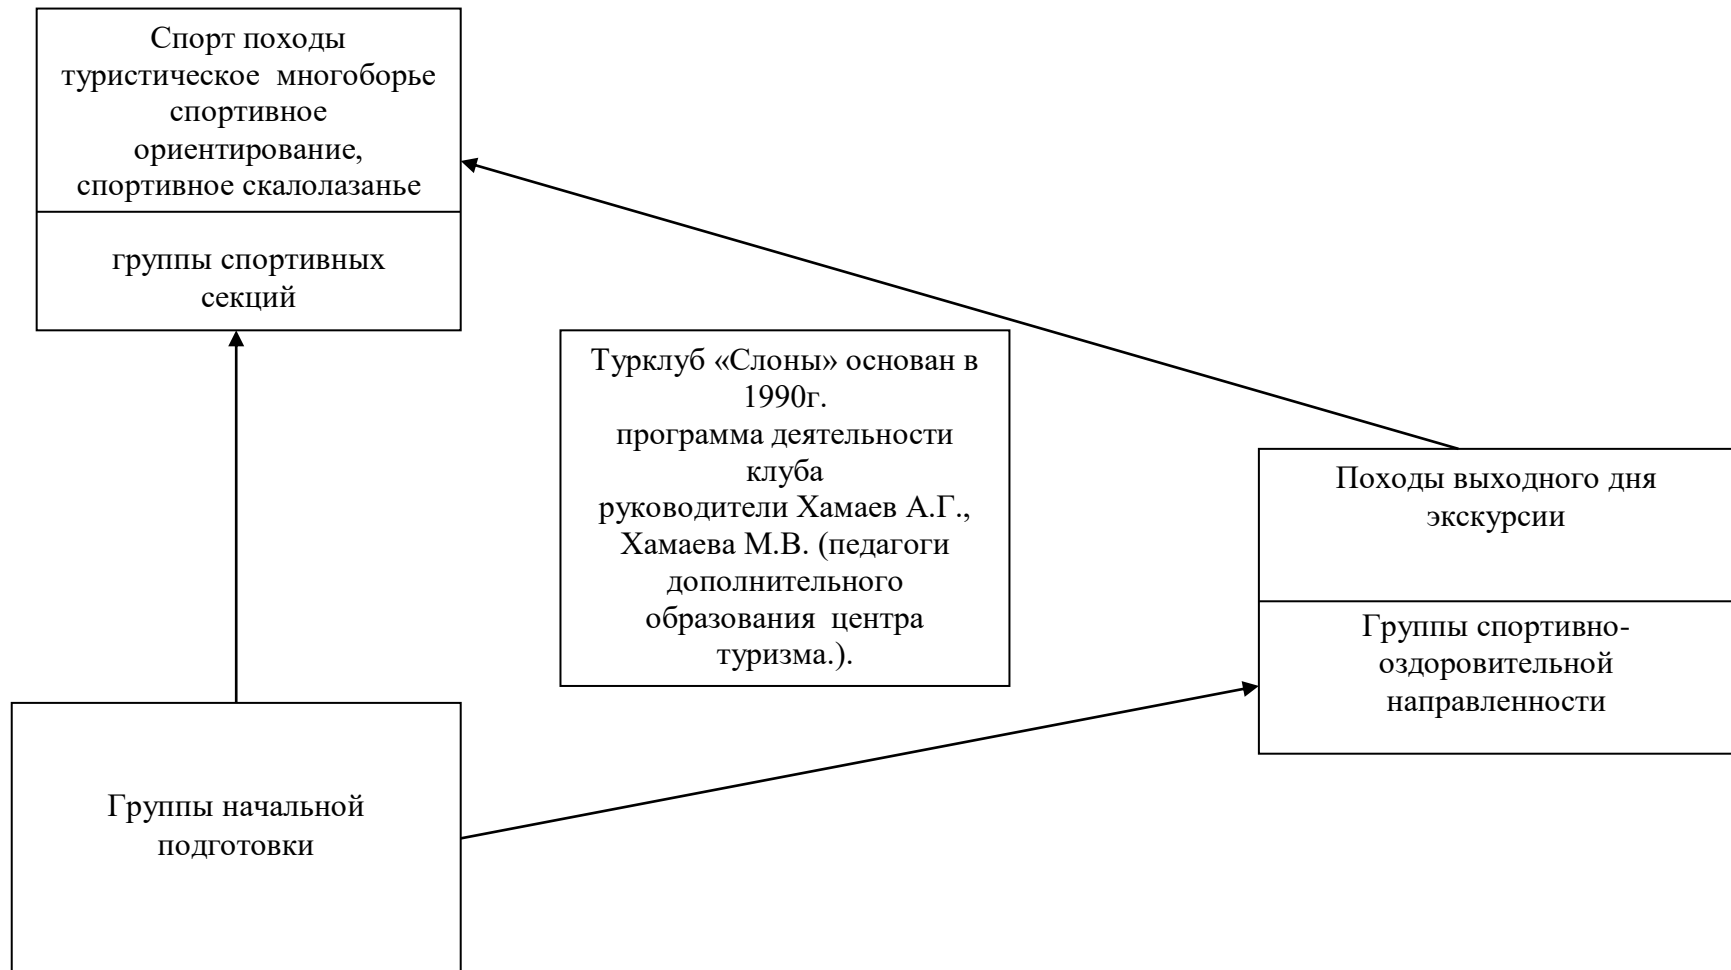 Спорт походы
туристическое  многоборье
спортивное
ориентирование,
спортивное скалолазанье
группы спортивных
секций
Турклуб «Слоны» основан в
1990г.
программа деятельности
клуба
руководители Хамаев А.Г.,
Хамаева М.В. (педагоги
дополнительного
образования  центра
туризма.).
Походы выходного дня
экскурсии
Группы спортивно-
оздоровительной
направленности
Группы начальной
подготовки